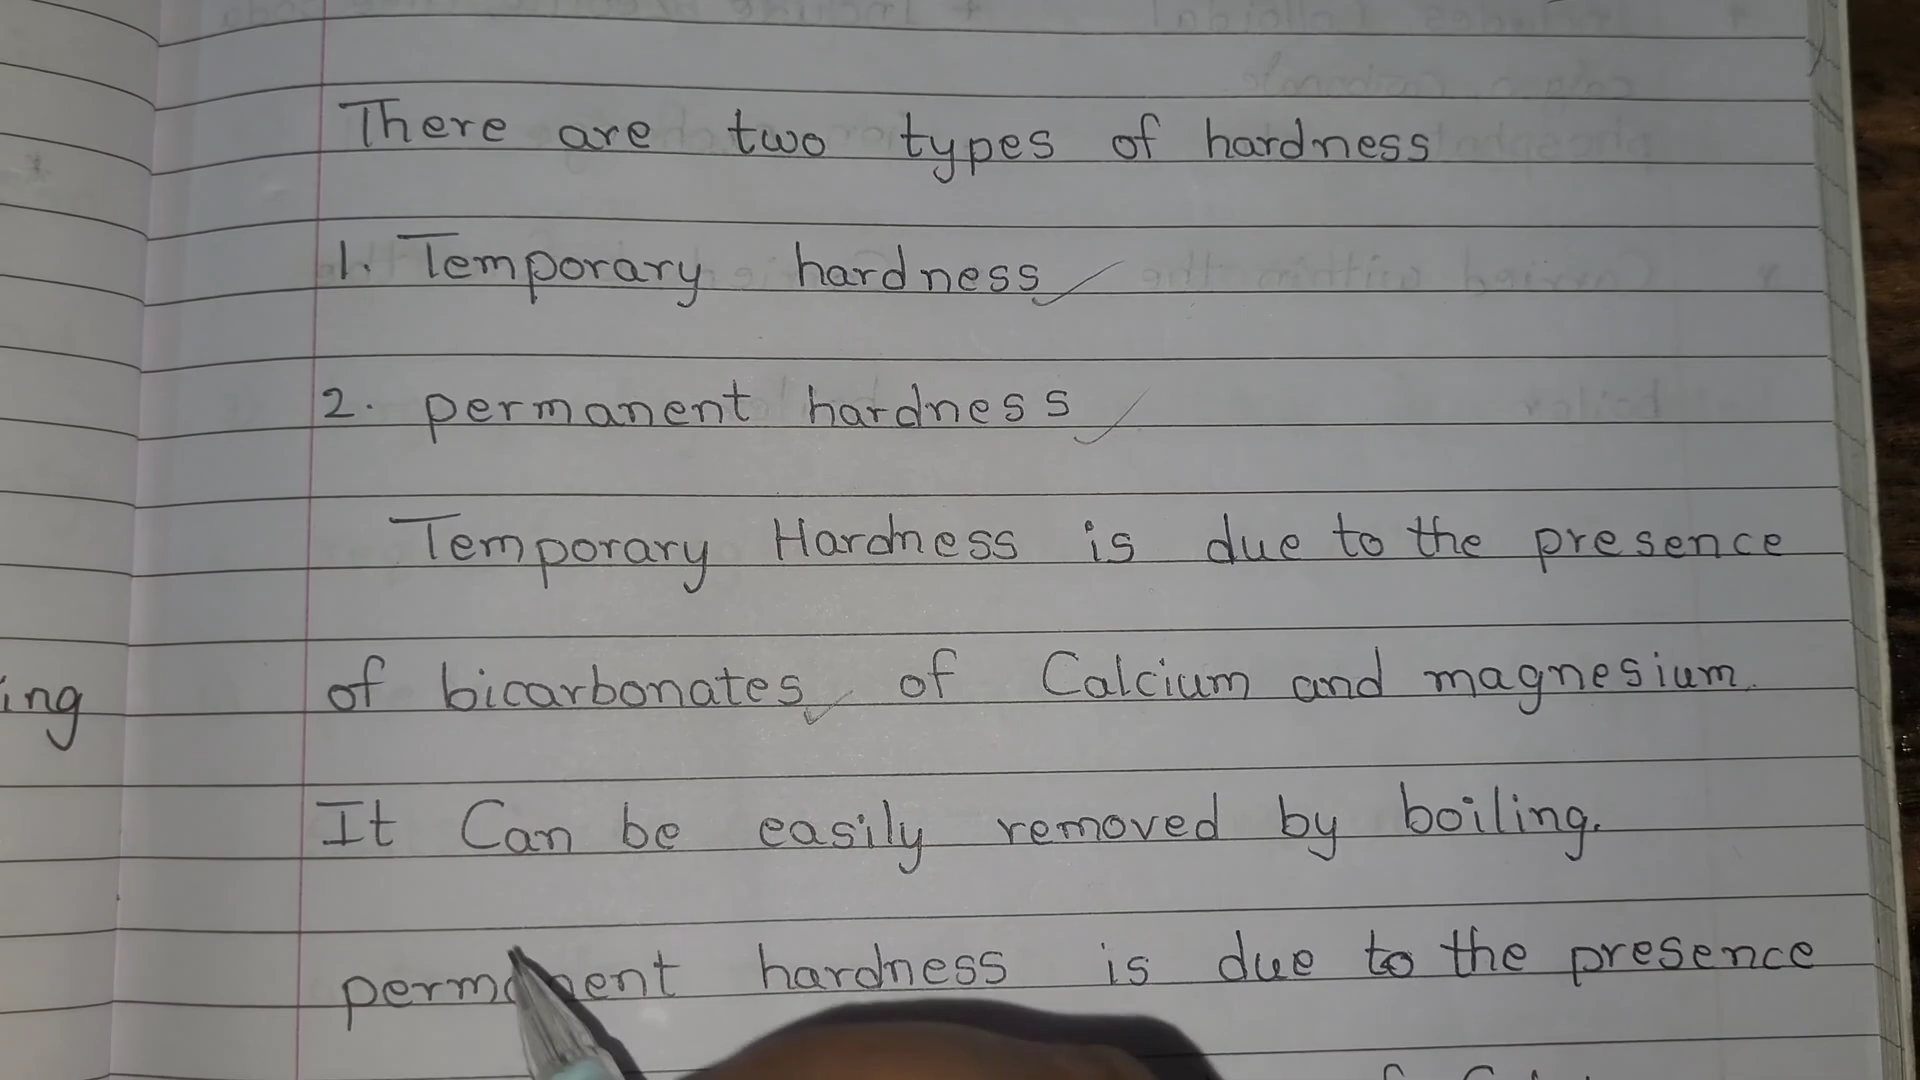 There are two types of hardness
1. Temporary hardness
2. permanent hardness
Temporary Hardness is due to the presence
of bicarbonates of Calcium and magnesium.
ing
It Can be easily removed by boiling.
permanent hardness is due to the presence